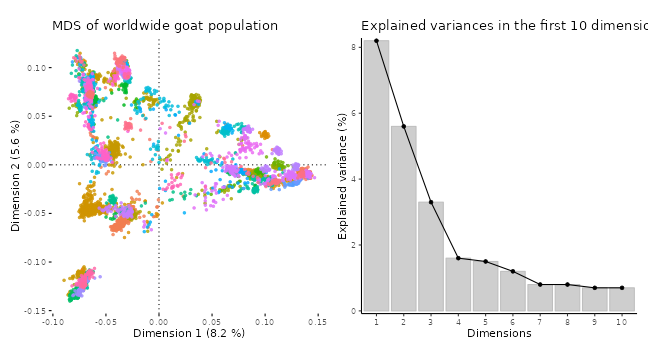 MDS of worldwide goat population
0.10
0.05
0.00
-0.05
-0.10
-0.15
Dimension 2 (5.6 %)
-0.10 -0.05 0.00 0.05 0.10 0.15
Dimension 1 (8.2 %)
Explained variances in the first 10 dimensio
8
6
4
2
0
Explained variance (%)
1 2 3 4 5 6 7 8 9 10
Dimensions